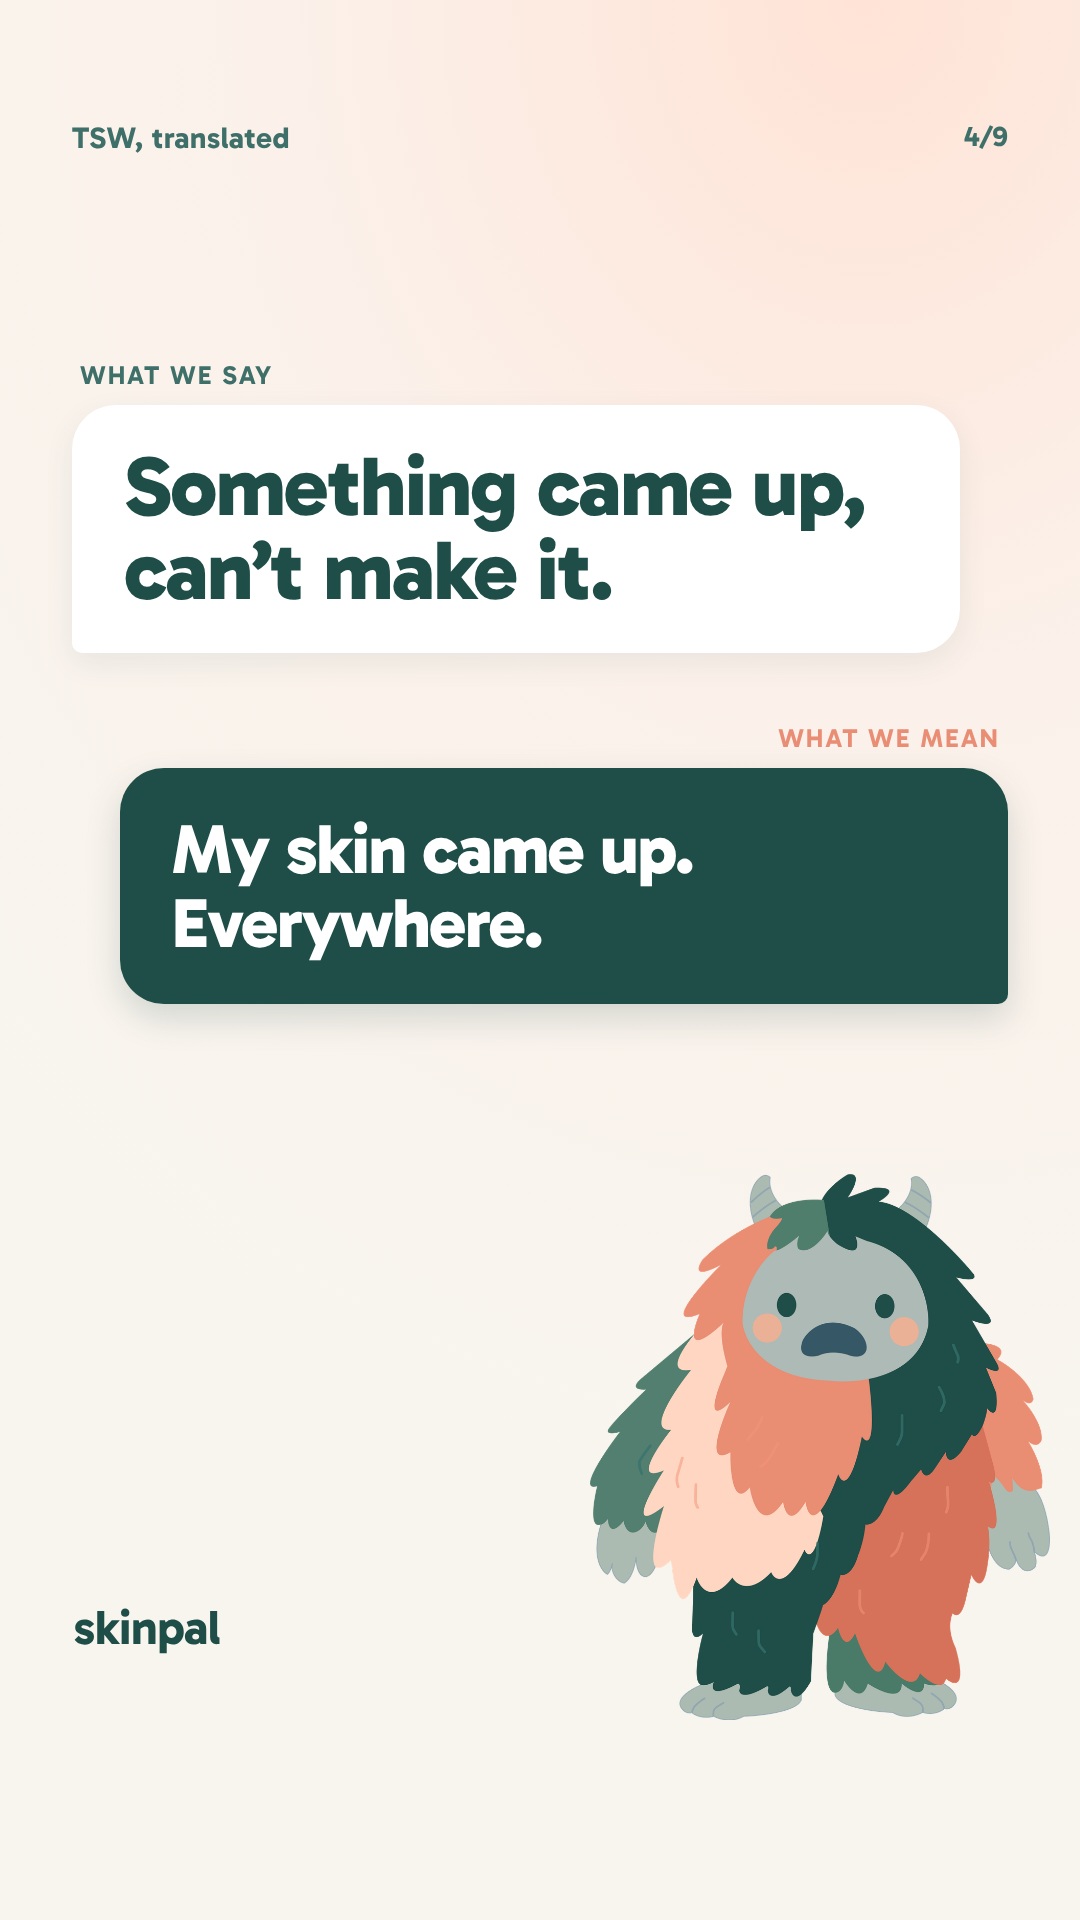 TSW, translated
4/9
WHAT WE SAY
Something came up,
can’t make it.
WHAT WE MEAN
My skin came up.
Everywhere.
skinpal